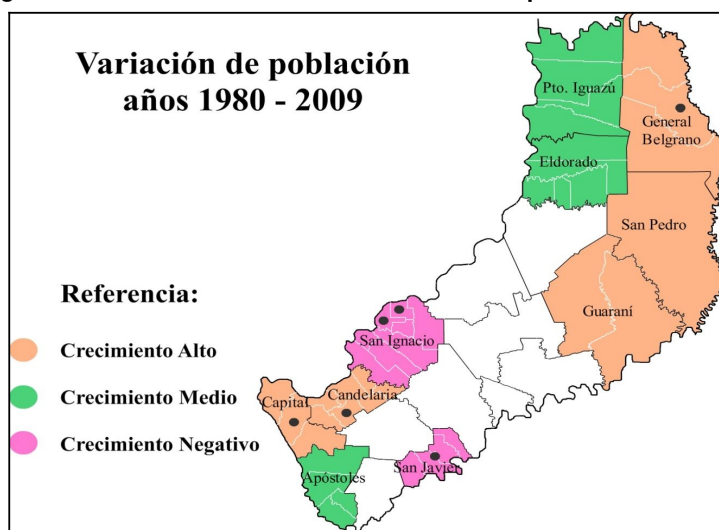 Variación de población
años 1980 - 2009
Pto. Iguazú
General
Belgrano
Eldorado
San Pedro
Guaraní
Referencia:
San Ignacio
Crecimiento Alto
Candelaria
Capital
Crecimiento Medio
Crecimiento Negativo
San Javier
Apóstoles